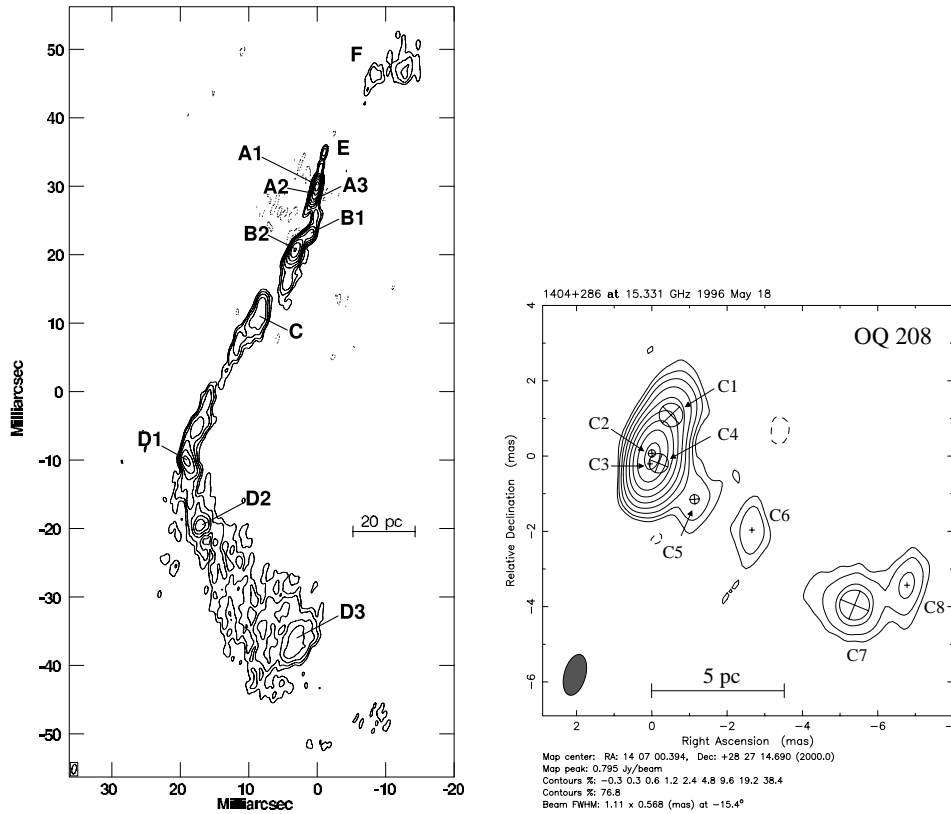 50
40
30
20
10
0
-10
-20
-30
-40
-50
Milliarcsec
30 20 10 0 -10 -20
Milliarcsec
F
E
A1
A2
A3
B1
B2
C
D1
D2
20 pc
D3
1404+286 at 15.331 GHz 1996 May 18
OQ 208
4
2
0
-2
-4
-6
Relative Declination (mas)
C1
C2
C4
C3
C5
C6
C7
C8
5 pc
2 0 -2 -4 -6
Right Ascension (mas)
Map center: RA: 14 07 00.394, Dec: +28 27 14.690 (2000.0)
Map peak: 0.795 Jy/beam
Contours %: -0.3 0.3 0.6 1.2 2.4 4.8 9.6 19.2 38.4
Contours %: 76.8
Beam FWHM: 1.11 x 0.568 (mas) at -15.4°